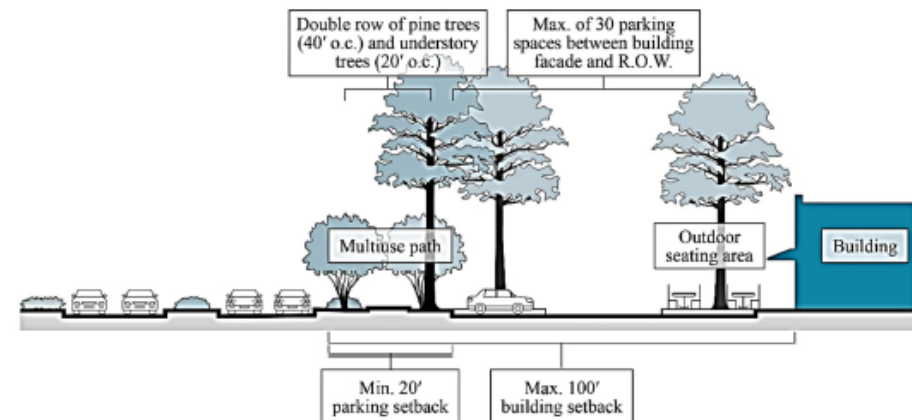 Double row of pine trees
(40' o.c.) and understory
trees (20' o.c.)
Max. of 30 parking
spaces between building
facade and R.O.W.
Multiuse path
Outdoor
seating area
Building
Min. 20'
parking setback
Max. 100'
building setback